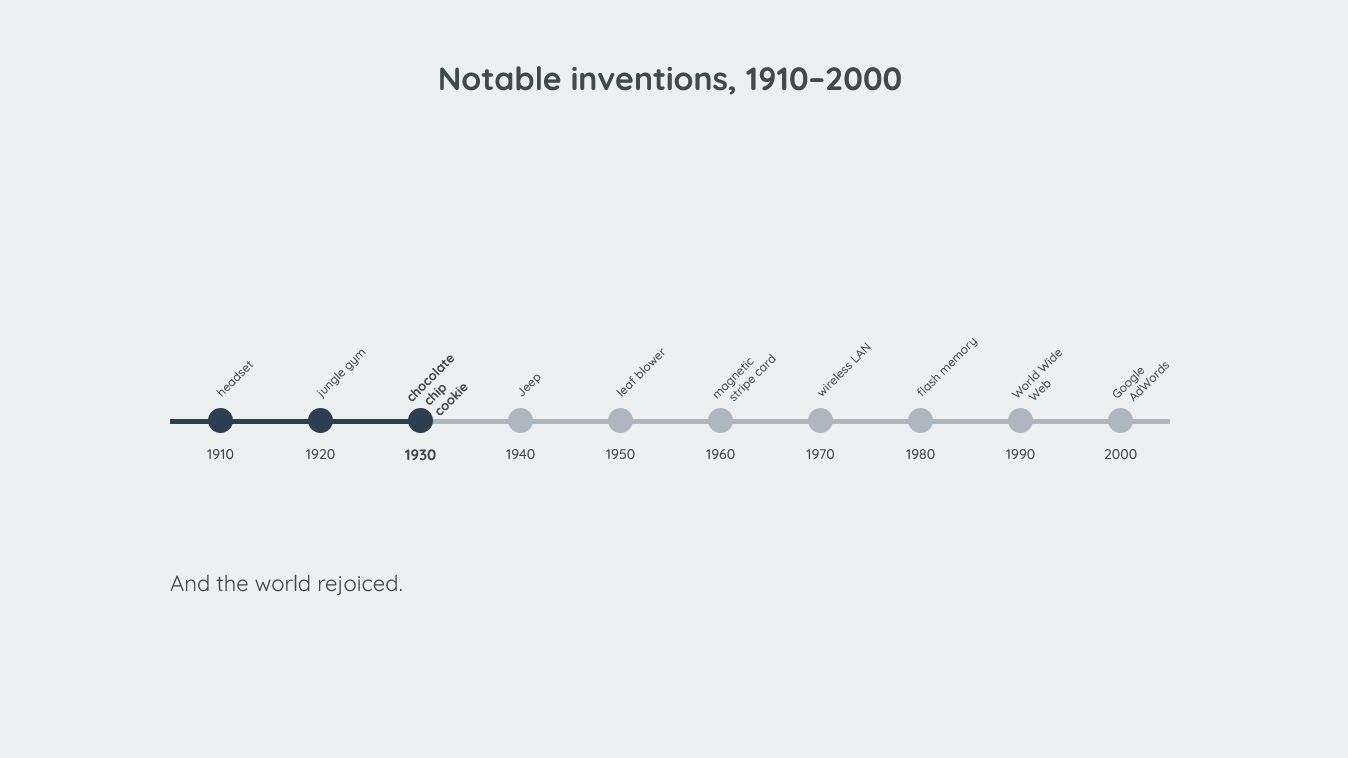 Notable inventions, 1910–2000
headset
jungle gym
chocolate
chip
cookie
Jeep
leaf blower
magnetic
stripe card
wireless LAN
flash memory
World Wide
Web
Google
AdWords
1910
1920
1930
1940
1950
1960
1970
1980
1990
2000
And the world rejoiced.